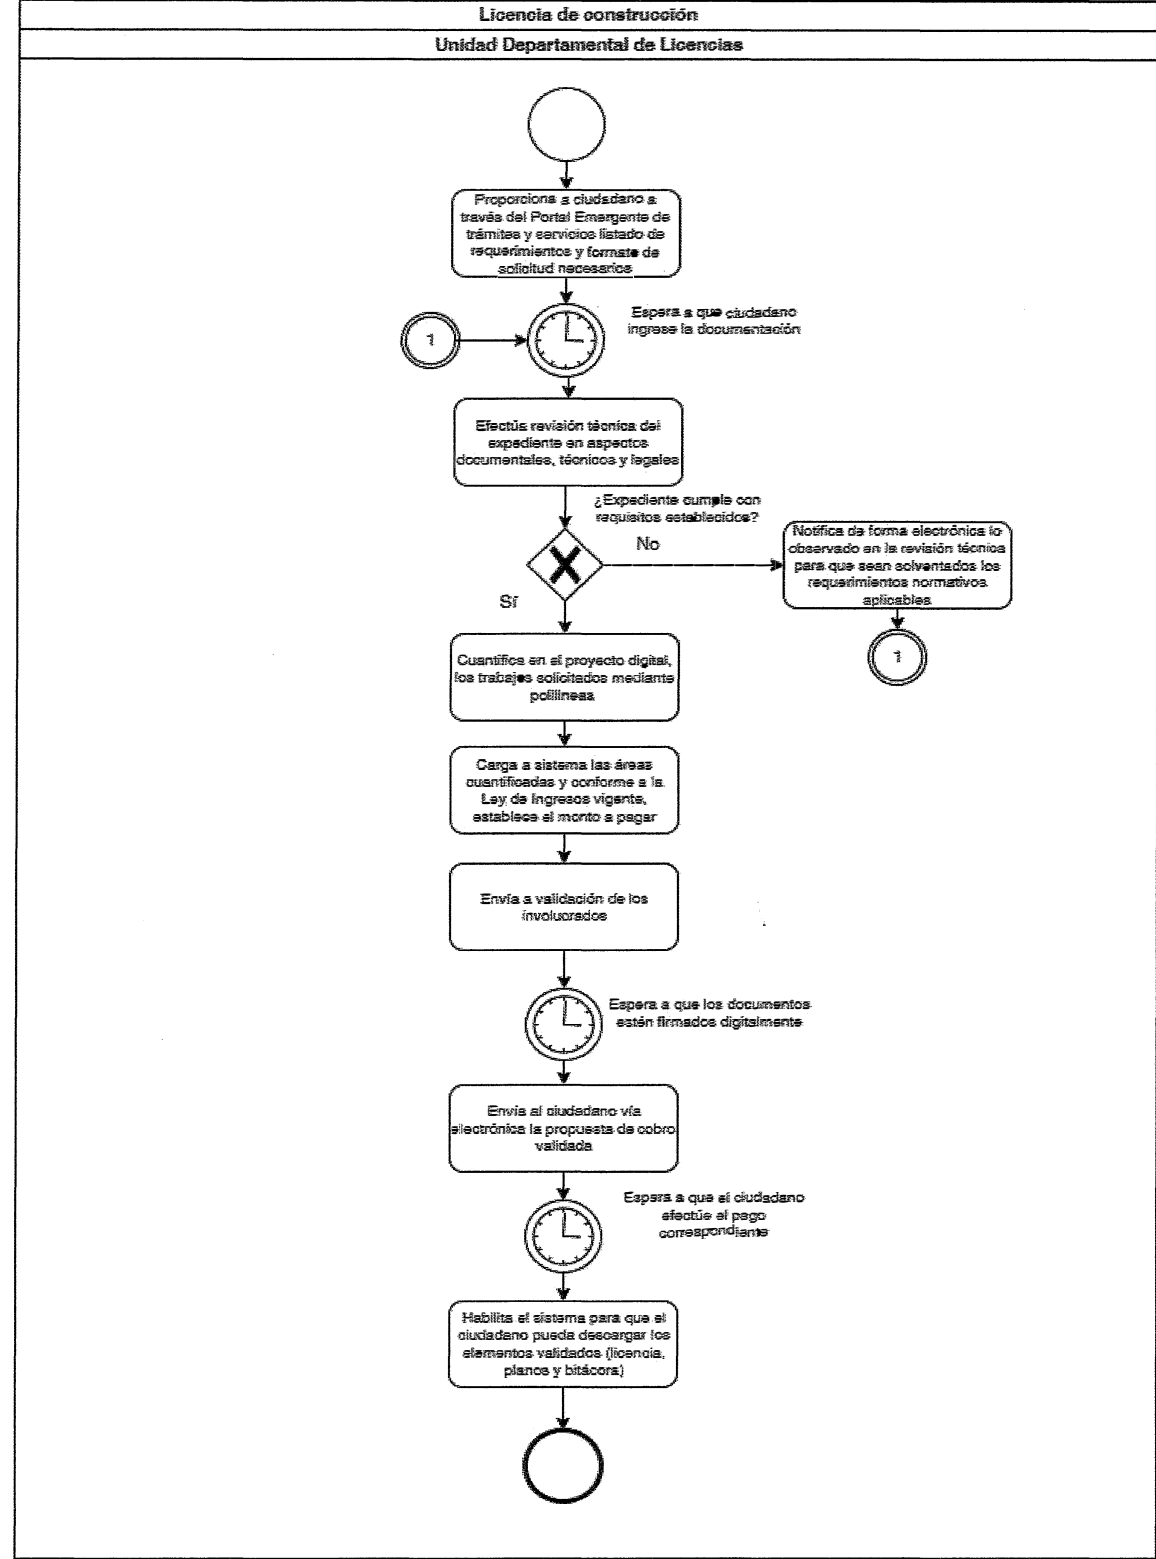 Licencia de construcción
Unidad Departamental de Licencias
Proporciona a ciudadano a
través del Portal Emergente de
trámites y servicios listado de
requerimientos y formato de
solicitud necesarios
Espera a que ciudadano
ingrese la documentación
1
Efectúa revisión técnica del
expediente en aspectos
documentales, técnicos y legales
¿Expediente cumple con
requisitos establecidos?
No
Notifica de forma electrónica lo
observado en la revisión técnica
para que sean solventados los
requerimientos normativos
aplicables
Sí
1
Cuantifica en el proyecto digital,
los trabajos solicitados mediante
polilíneas
Carga a sistema las áreas
cuantificadas y conforme a la
Ley de Ingresos vigente,
establece el monto a pagar
Envía a validación de los
involucrados
Espera a que los documentos
estén firmados digitalmente
Envía al ciudadano vía
electrónica la propuesta de cobro
validada
Espera a que el ciudadano
efectúe el pago
correspondiente
Habilita el sistema para que el
ciudadano pueda descargar los
elementos validados (licencia,
planos y bitácora)